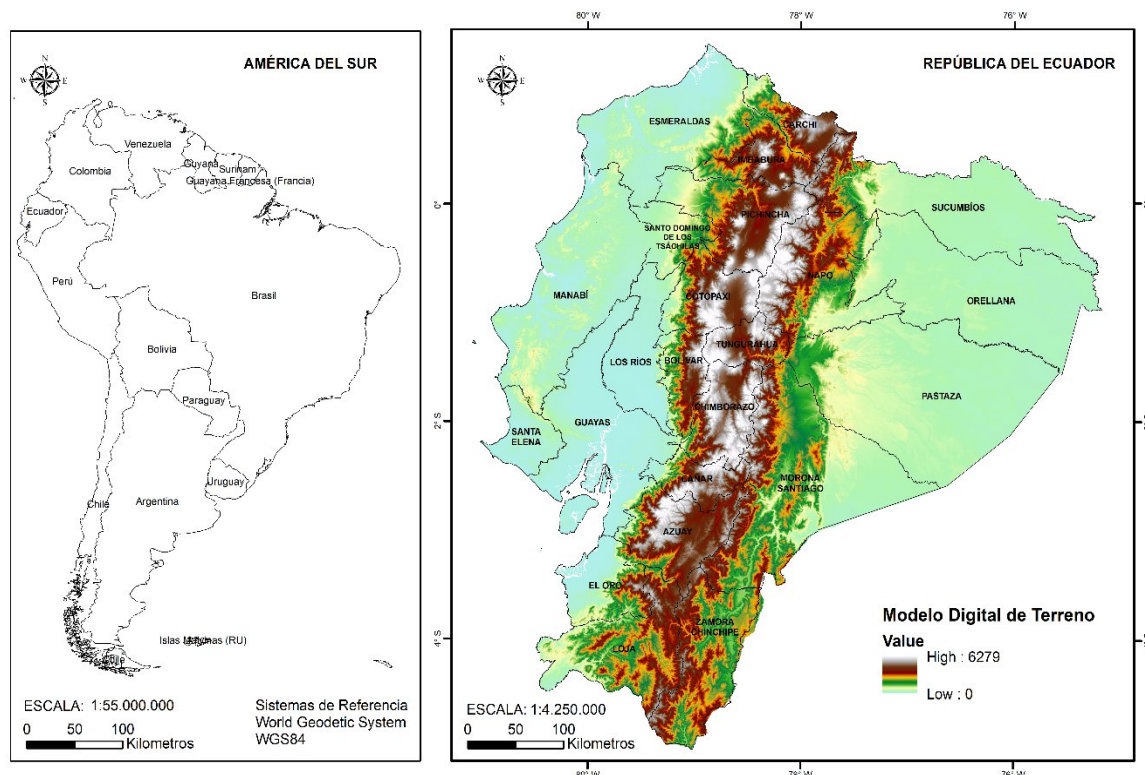 AMÉRICA DEL SUR
N
W E
S
Venezuela
Guyana
Surinam
Guayana Francesa (Francia)
Colombia
Ecuador
Perú
Brasil
Bolivia
Paraguay
Uruguay
Chile
Argentina
Islas (RU)
ESCALA: 1:55.000.000
0 50 100
Kilometros
Sistemas de Referencia
World Geodetic System
WGS84
80° W 78° W 76° W
REPÚBLICA DEL ECUADOR
N
W E
S
0°
2° S
4° S
ESMERALDAS
CARCHI
IMBABURA
SUCUMBÍOS
PICHINCHA
SANTO DOMINGO
DE LOS
TSÁCHILAS
NAPO
ORELLANA
MANABÍ
COTOPAXI
TUNGURAHUA
LOS RÍOS
BOLÍVAR
PASTAZA
CHIMBORAZO
GUAYAS
SANTA
ELENA
MORONA
SANTIAGO
CAÑAR
AZUAY
EL ORO
ZAMORA
CHINCHIPE
LOJA
Modelo Digital de Terreno
Value
High : 6279
Low : 0
ESCALA: 1:4.250.000
0 50 100
Kilometros
80° W 78° W 76° W